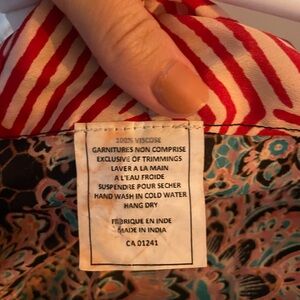 100% VISCOSE
GARNITURES NON COMPRISE
EXCLUSIVE OF TRIMMINGS
LAVER A LA MAIN
A L'EAU FROIDE
SUSPENDRE POUR SECHER
HAND WASH IN COLD WATER
HANG DRY
FABRIQUE EN INDE
MADE IN INDIA
CA 01241